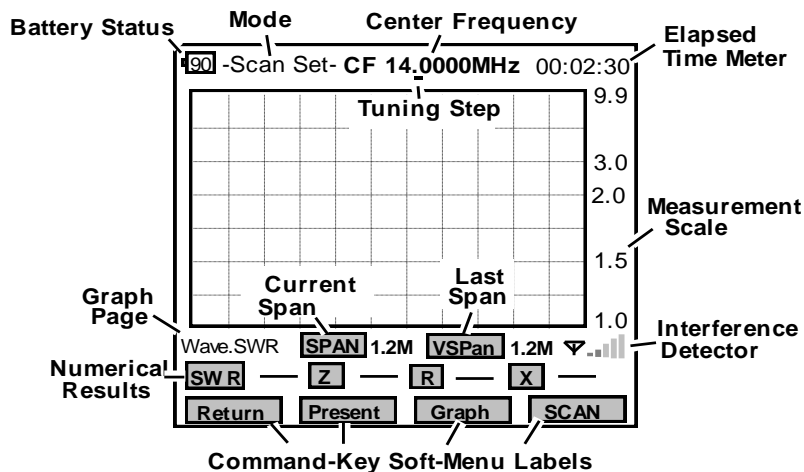 Battery Status
Mode
Center Frequency
Elapsed
Time Meter
90 -Scan Set- CF 14.0000MHz 00:02:30
Tuning Step
9.9
3.0
2.0
Measurement
Scale
1.5
1.0
Current
Span
Last
Span
Graph
Page
Wave.SWR SPAN 1.2M VSPan 1.2M
Interference
Detector
Numerical
Results
SW R — Z — R — X —
Return Present Graph SCAN
Command-Key Soft-Menu Labels